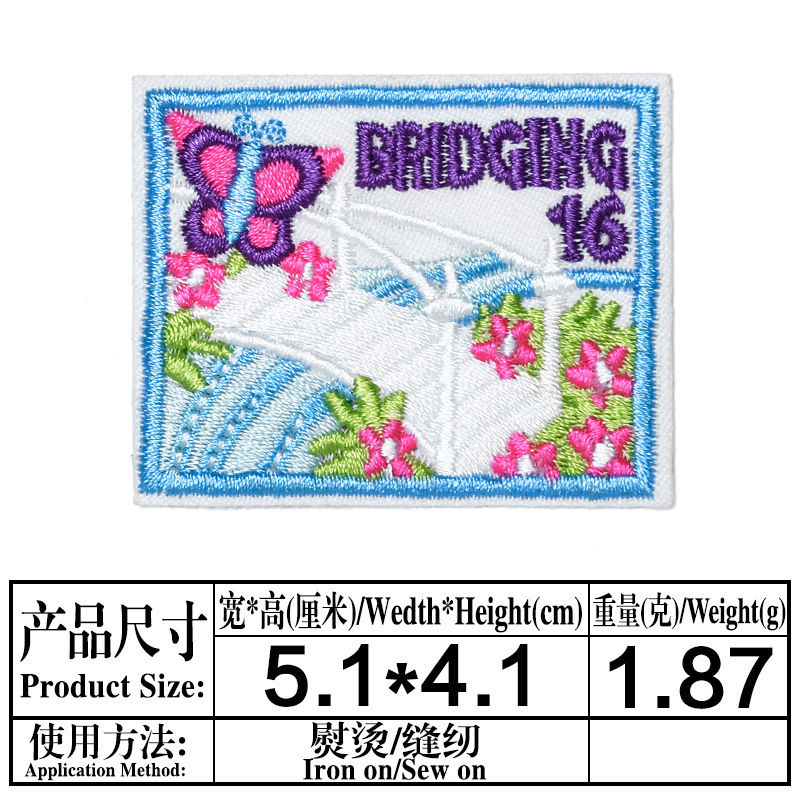 BRIDGING
16
产品尺寸
Product Size:
宽*高(厘米)/Wedth*Height(cm)
5.1*4.1
重量(克)/Weight(g)
1.87
使用方法:
Application Method:
熨烫/缝纫
Iron on/Sew on